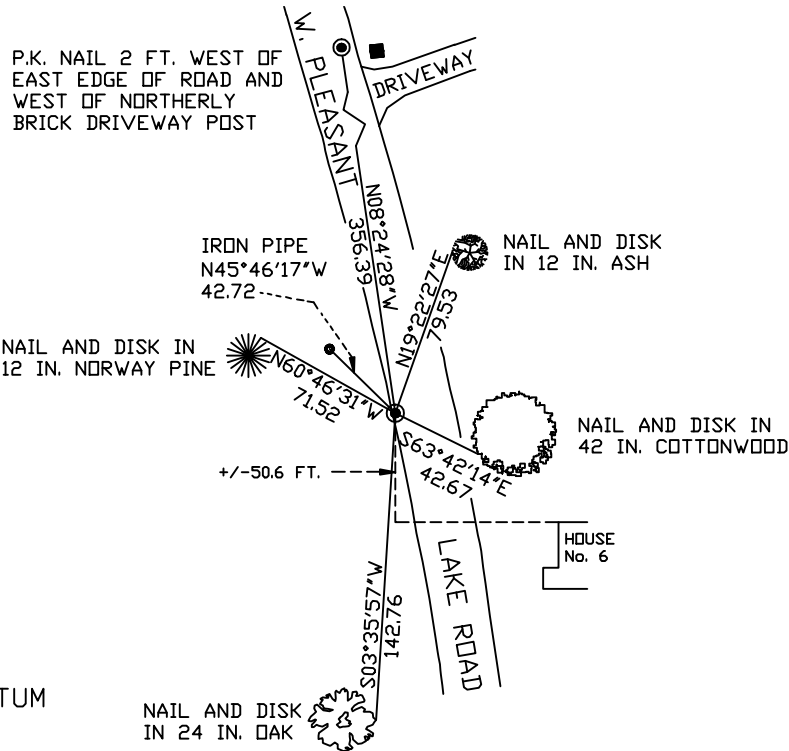 P.K. NAIL 2 FT. WEST OF
EAST EDGE OF ROAD AND
WEST OF NORTHERLY
BRICK DRIVEWAY POST
W. PLEASANT
DRIVEWAY
N08°24'28"W
356.39
IRON PIPE
N45°46'17"W
42.72
N19°22'27"E
79.53
NAIL AND DISK
IN 12 IN. ASH
NAIL AND DISK IN
12 IN. NORWAY PINE
N60°46'31"W
71.52
S63°42'14"E
42.67
NAIL AND DISK IN
42 IN. COTTONWOOD
+/-50.6 FT.
HOUSE
No. 6
LAKE ROAD
S03°35'57"W
142.76
TUM
NAIL AND DISK
IN 24 IN. OAK